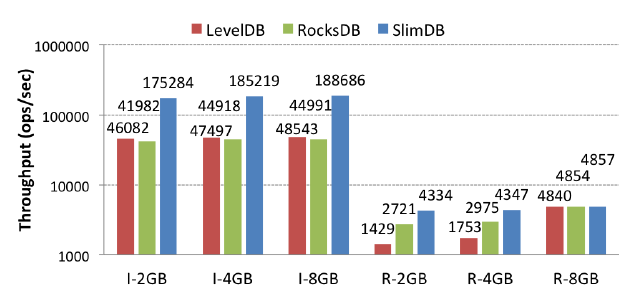 LevelDB RocksDB SlimDB
Throughput (ops/sec)
1000000
100000
10000
1000
46082 41982 175284
47497 44918 185219
48543 44991 188686
1429 2721 4334
1753 2975 4347
4840 4854 4857
I-2GB I-4GB I-8GB R-2GB R-4GB R-8GB